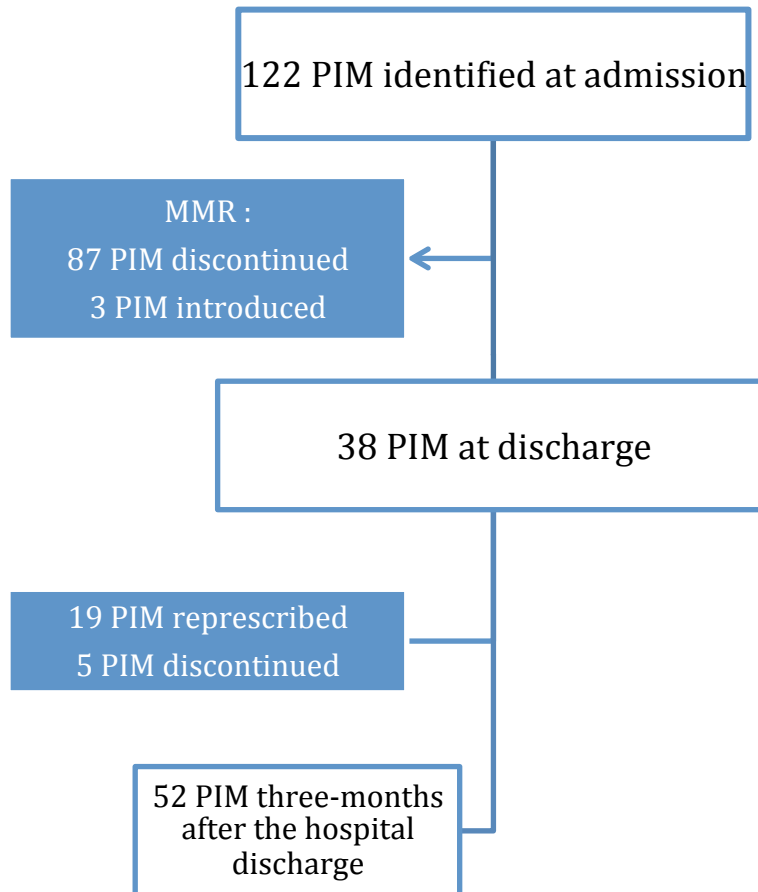 122 PIM identified at admission
MMR :
87 PIM discontinued
3 PIM introduced
38 PIM at discharge
19 PIM represcribed
5 PIM discontinued
52 PIM three-months
after the hospital
discharge